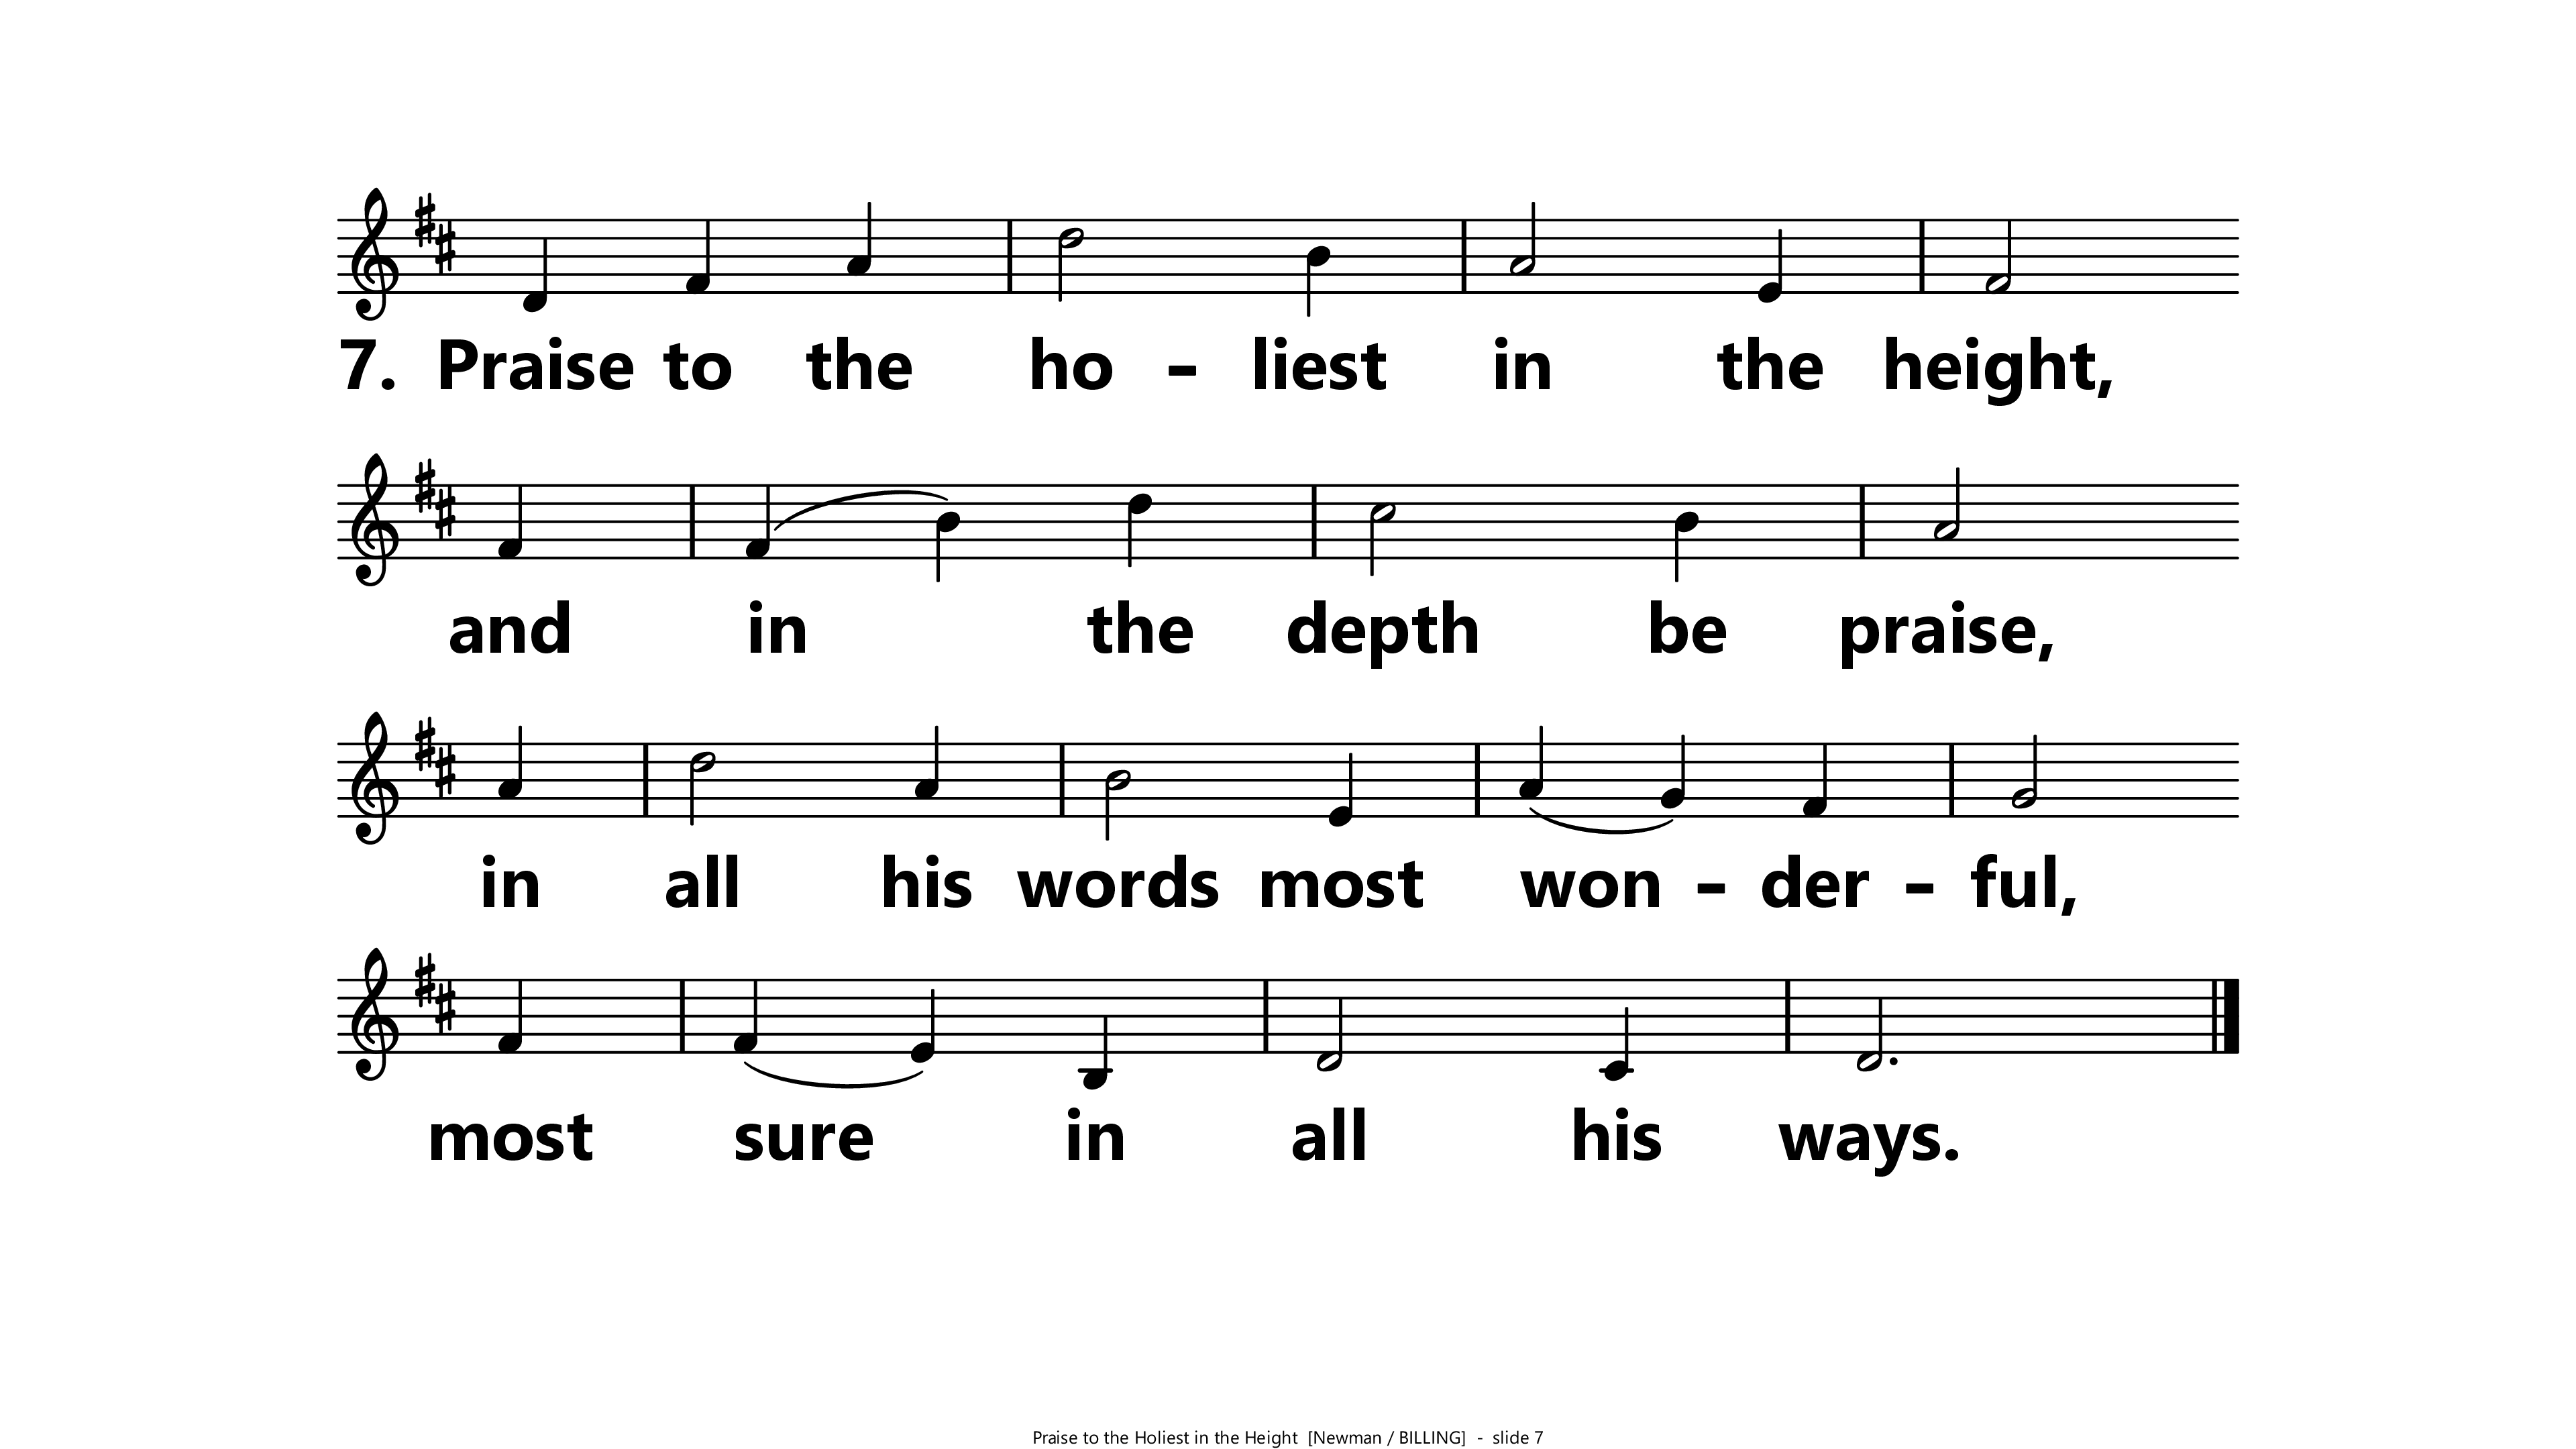 7. Praise to the ho - liest in the height,
and in the depth be praise,
in all his words most won - der - ful,
most sure in all his ways.
Praise to the Holiest in the Height [Newman / BILLING] - slide 7